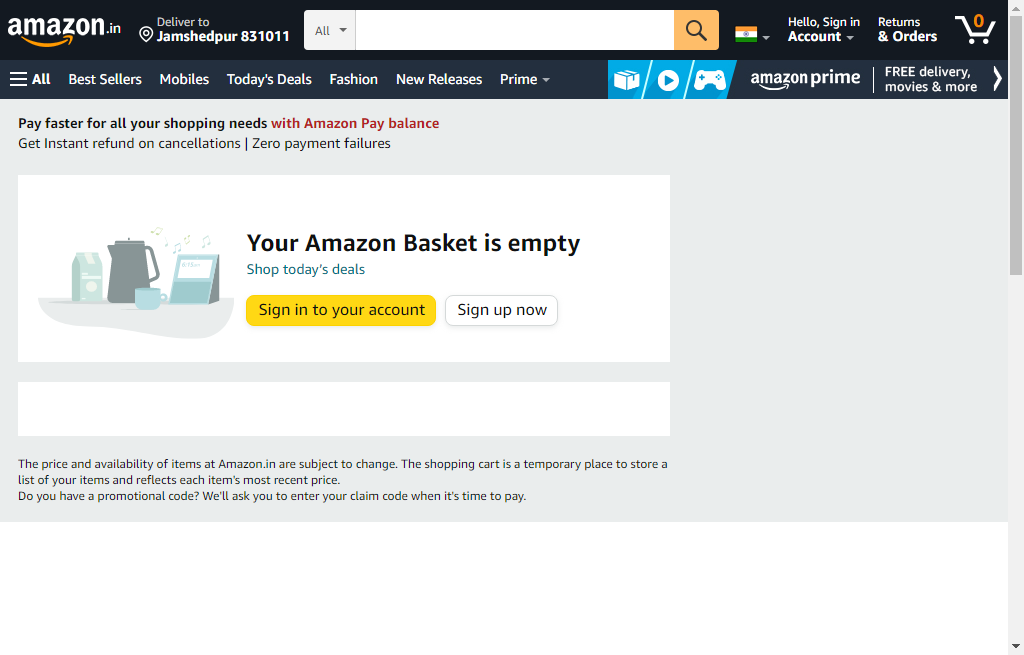 amazon.in
Deliver to
Jamshedpur 831011
All
Hello, Sign in
Account
Returns
& Orders
0
All
Best Sellers
Mobiles
Today's Deals
Fashion
New Releases
Prime
amazon prime
FREE delivery,
movies & more
Pay faster for all your shopping needs with Amazon Pay balance
Get Instant refund on cancellations | Zero payment failures
Your Amazon Basket is empty
Shop today's deals
Sign in to your account
Sign up now
The price and availability of items at Amazon.in are subject to change. The shopping cart is a temporary place to store a
list of your items and reflects each item's most recent price.
Do you have a promotional code? We'll ask you to enter your claim code when it's time to pay.